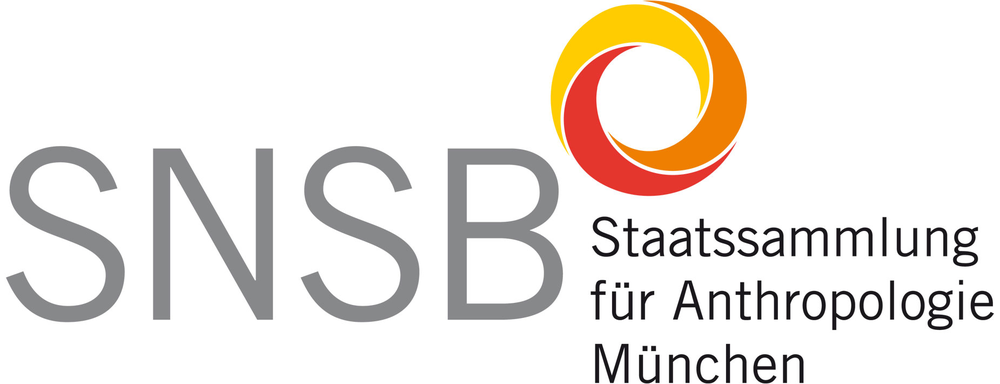 SNSB
Staatssammlung
für Anthropologie
München